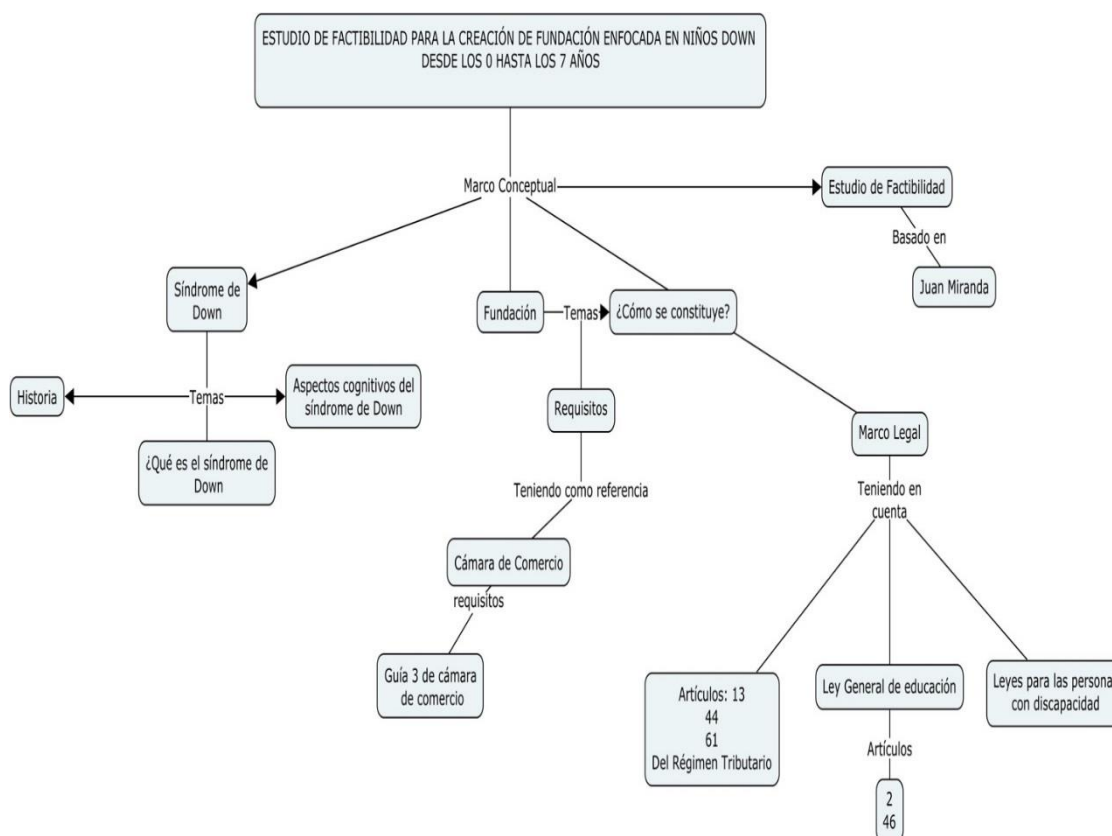 ESTUDIO DE FACTIBILIDAD PARA LA CREACIÓN DE FUNDACIÓN ENFOCADA EN NIÑOS DOWN
DESDE LOS 0 HASTA LOS 7 AÑOS
Marco Conceptual
Estudio de Factibilidad
Basado en
Juan Miranda
Síndrome de
Down
Fundación
Temas
¿Cómo se constituye?
Historia
Temas
Aspectos cognitivos del
síndrome de Down
¿Qué es el síndrome de
Down
Requisitos
Marco Legal
Teniendo como referencia
Teniendo en
cuenta
Cámara de Comercio
requisitos
Guía 3 de cámara
de comercio
Artículos: 13
44
61
Del Régimen Tributario
Ley General de educación
Leyes para las persona
con discapacidad
Artículos
2
46